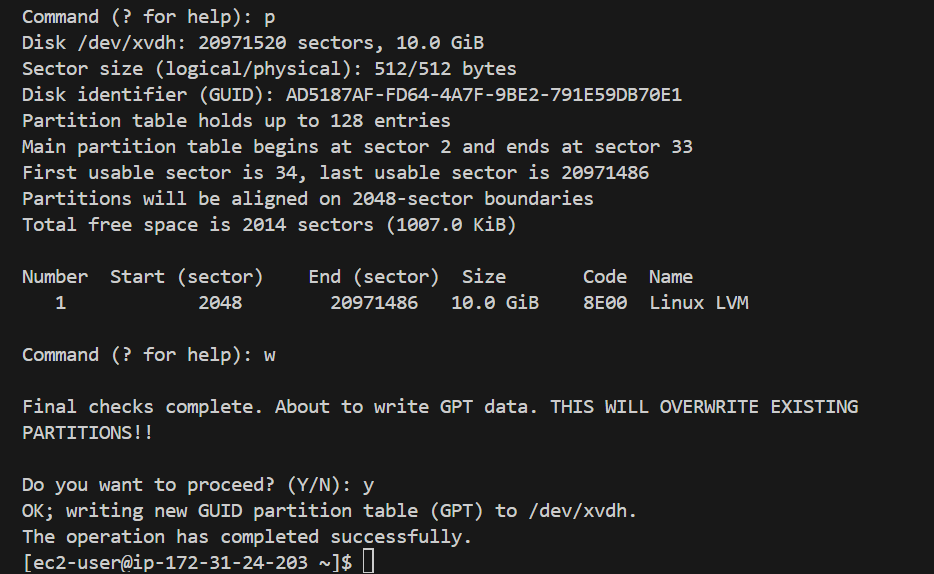 Command (? for help): p
Disk /dev/xvdh: 20971520 sectors, 10.0 GiB
Sector size (logical/physical): 512/512 bytes
Disk identifier (GUID): AD5187AF-FD64-4A7F-9BE2-791E59DB70E1
Partition table holds up to 128 entries
Main partition table begins at sector 2 and ends at sector 33
First usable sector is 34, last usable sector is 20971486
Partitions will be aligned on 2048-sector boundaries
Total free space is 2014 sectors (1007.0 KiB)
Number  Start (sector)    End (sector)  Size       Code  Name
   1            2048        20971486   10.0 GiB    8E00  Linux LVM
Command (? for help): w
Final checks complete. About to write GPT data. THIS WILL OVERWRITE EXISTING
PARTITIONS!!
Do you want to proceed? (Y/N): y
OK; writing new GUID partition table (GPT) to /dev/xvdh.
The operation has completed successfully.
[ec2-user@ip-172-31-24-203 ~]$